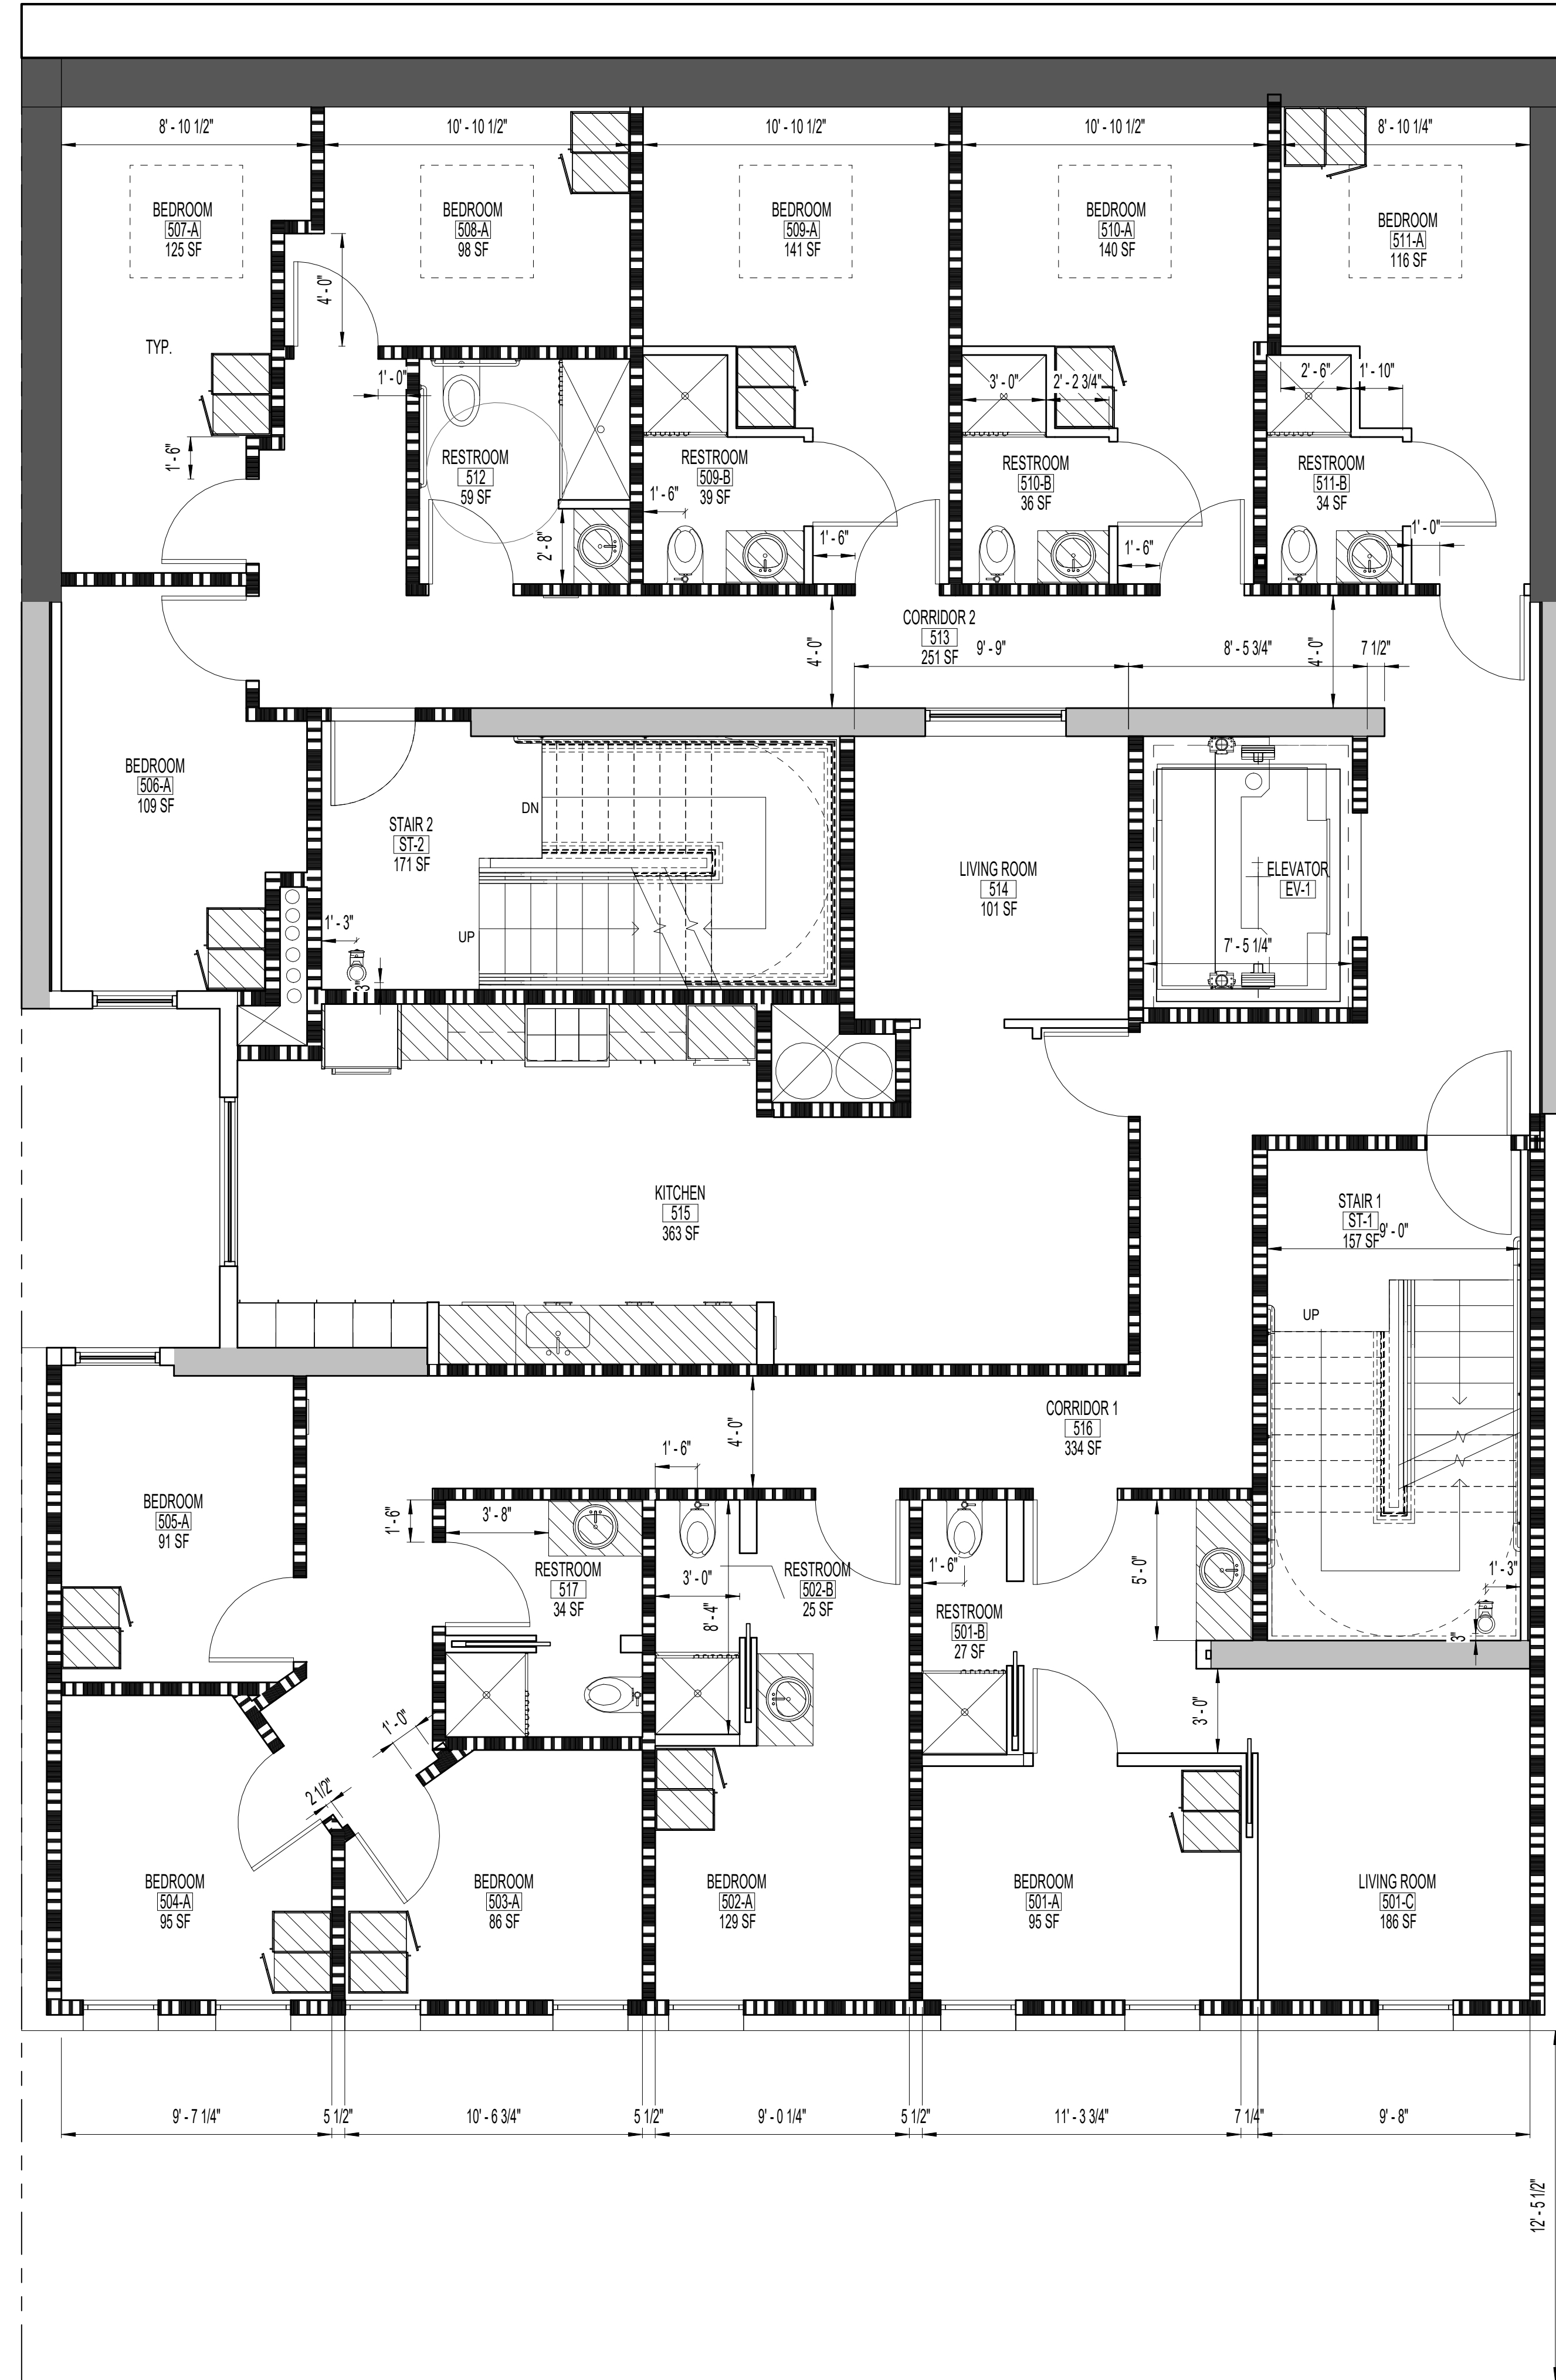 8' - 10 1/2"
10' - 10 1/2"
10' - 10 1/2"
10' - 10 1/2"
8' - 10 1/4"
BEDROOM
507-A
125 SF
BEDROOM
508-A
98 SF
BEDROOM
509-A
141 SF
BEDROOM
510-A
140 SF
BEDROOM
511-A
116 SF
4' - 0"
TYP.
1' - 0"
3' - 0"
2' - 2 3/4"
2' - 6"
1' - 10"
1' - 6"
RESTROOM
512
59 SF
RESTROOM
509-B
39 SF
RESTROOM
510-B
36 SF
RESTROOM
511-B
34 SF
1' - 6"
2' - 8"
1' - 6"
1' - 6"
1' - 0"
CORRIDOR 2
513
251 SF
4' - 0"
9' - 9"
8' - 5 3/4"
4' - 0"
7 1/2"
BEDROOM
506-A
109 SF
STAIR 2
ST-2
171 SF
DN
UP
1' - 3"
3"
LIVING ROOM
514
101 SF
ELEVATOR
EV-1
7' - 5 1/4"
KITCHEN
515
363 SF
STAIR 1
ST-1
157 SF
9' - 0"
UP
1' - 3"
3"
CORRIDOR 1
516
334 SF
4' - 0"
BEDROOM
505-A
91 SF
1' - 6"
3' - 8"
1' - 6"
RESTROOM
517
34 SF
3' - 0"
8' - 4"
RESTROOM
502-B
25 SF
1' - 6"
RESTROOM
501-B
27 SF
5' - 0"
3' - 0"
1' - 0"
2 1/2"
BEDROOM
504-A
95 SF
BEDROOM
503-A
86 SF
BEDROOM
502-A
129 SF
BEDROOM
501-A
95 SF
LIVING ROOM
501-C
186 SF
9' - 7 1/4"
5 1/2"
10' - 6 3/4"
5 1/2"
9' - 0 1/4"
5 1/2"
11' - 3 3/4"
7 1/4"
9' - 8"
12' - 5 1/2"